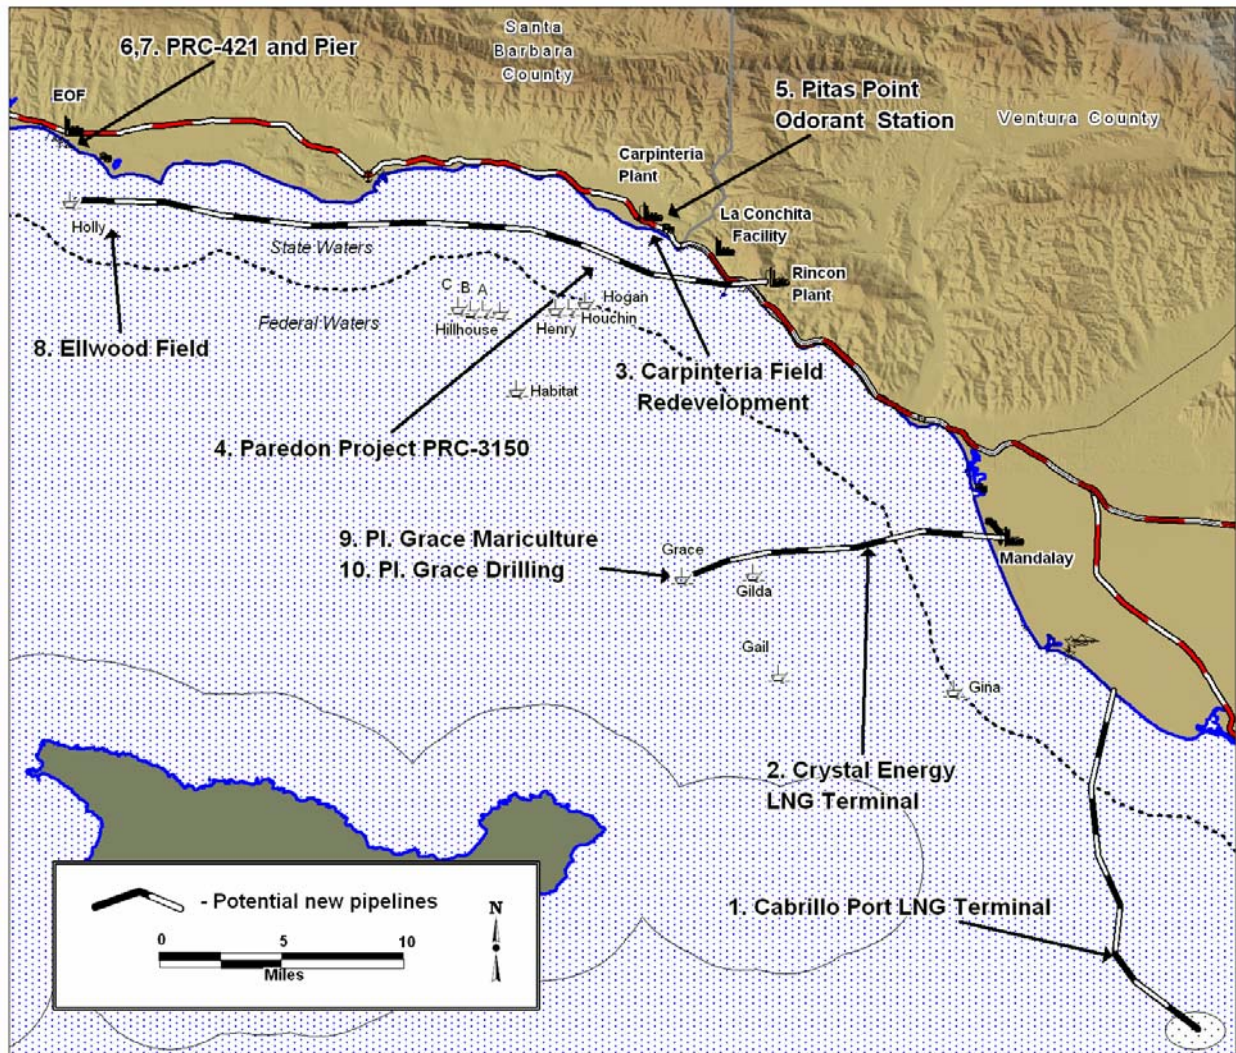 Santa
Barbara
County
6,7. PRC-421 and Pier
EOF
5. Pitas Point
Odorant Station
Ventura County
Carpinteria
Plant
La Conchita
Facility
Rincon
Plant
Holly
State Waters
Federal Waters
C B A
Hillhouse
Henry
Hogan
Houchin
8. Ellwood Field
Habitat
3. Carpinteria Field
Redevelopment
4. Paredon Project PRC-3150
9. Pl. Grace Mariculture
10. Pl. Grace Drilling
Grace
Gilda
Mandalay
Gail
Gina
2. Crystal Energy
LNG Terminal
1. Cabrillo Port LNG Terminal
- Potential new pipelines
N
0 5 10
Miles